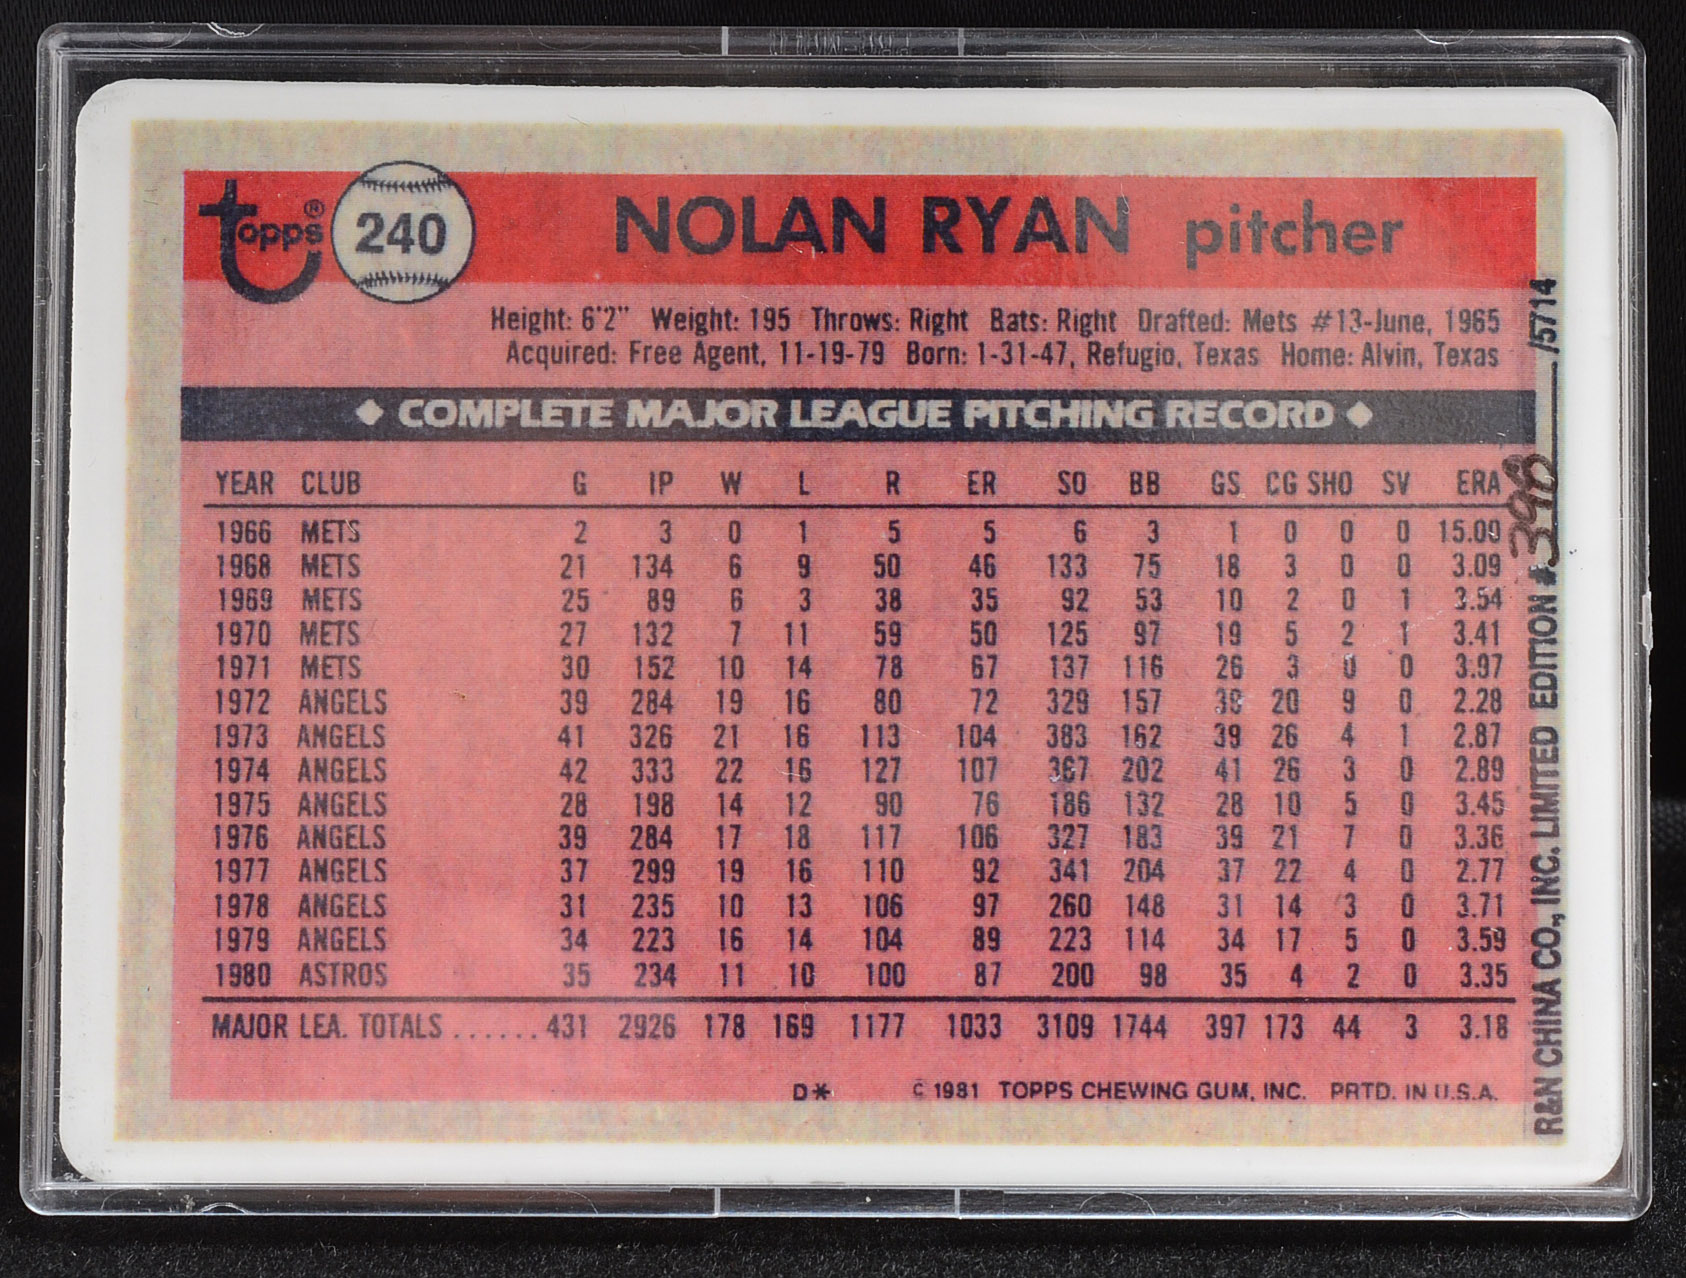 topps® 240 NOLAN RYAN pitcher
Height: 6'2" Weight: 195 Throws: Right Bats: Right Drafted: Mets #13-June, 1965
Acquired: Free Agent, 11-19-79 Born: 1-31-47, Refugio, Texas Home: Alvin, Texas
◆ COMPLETE MAJOR LEAGUE PITCHING RECORD ◆
YEAR CLUB G IP W L R ER SO BB GS CG SHO SV ERA
1966 METS 2 3 0 1 5 5 6 3 1 0 0 0 15.00
1968 METS 21 134 6 9 50 46 133 75 18 3 0 0 3.09
1969 METS 25 89 6 3 38 35 92 53 10 2 0 1 3.54
1970 METS 27 132 7 11 59 50 125 97 19 5 2 1 3.41
1971 METS 30 152 10 14 78 67 137 116 26 3 0 0 3.97
1972 ANGELS 39 284 19 16 80 72 329 157 39 20 9 0 2.28
1973 ANGELS 41 326 21 16 113 104 383 162 39 26 4 1 2.87
1974 ANGELS 42 333 22 16 127 107 367 202 41 26 3 0 2.89
1975 ANGELS 28 198 14 12 90 76 186 132 28 10 5 0 3.45
1976 ANGELS 39 284 17 18 117 106 327 183 39 21 7 0 3.36
1977 ANGELS 37 299 19 16 110 92 341 204 37 22 4 0 2.77
1978 ANGELS 31 235 10 13 106 97 260 148 31 14 3 0 3.71
1979 ANGELS 34 223 16 14 104 89 223 114 34 17 5 0 3.59
1980 ASTROS 35 234 11 10 100 87 200 98 35 4 2 0 3.35
MAJOR LEA. TOTALS ......431 2926 178 169 1177 1033 3109 1744 397 173 44 3 3.18
D* © 1981 TOPPS CHEWING GUM, INC. PRTD. IN U.S.A.
R&N CHINA CO., INC. LIMITED EDITION # /5714